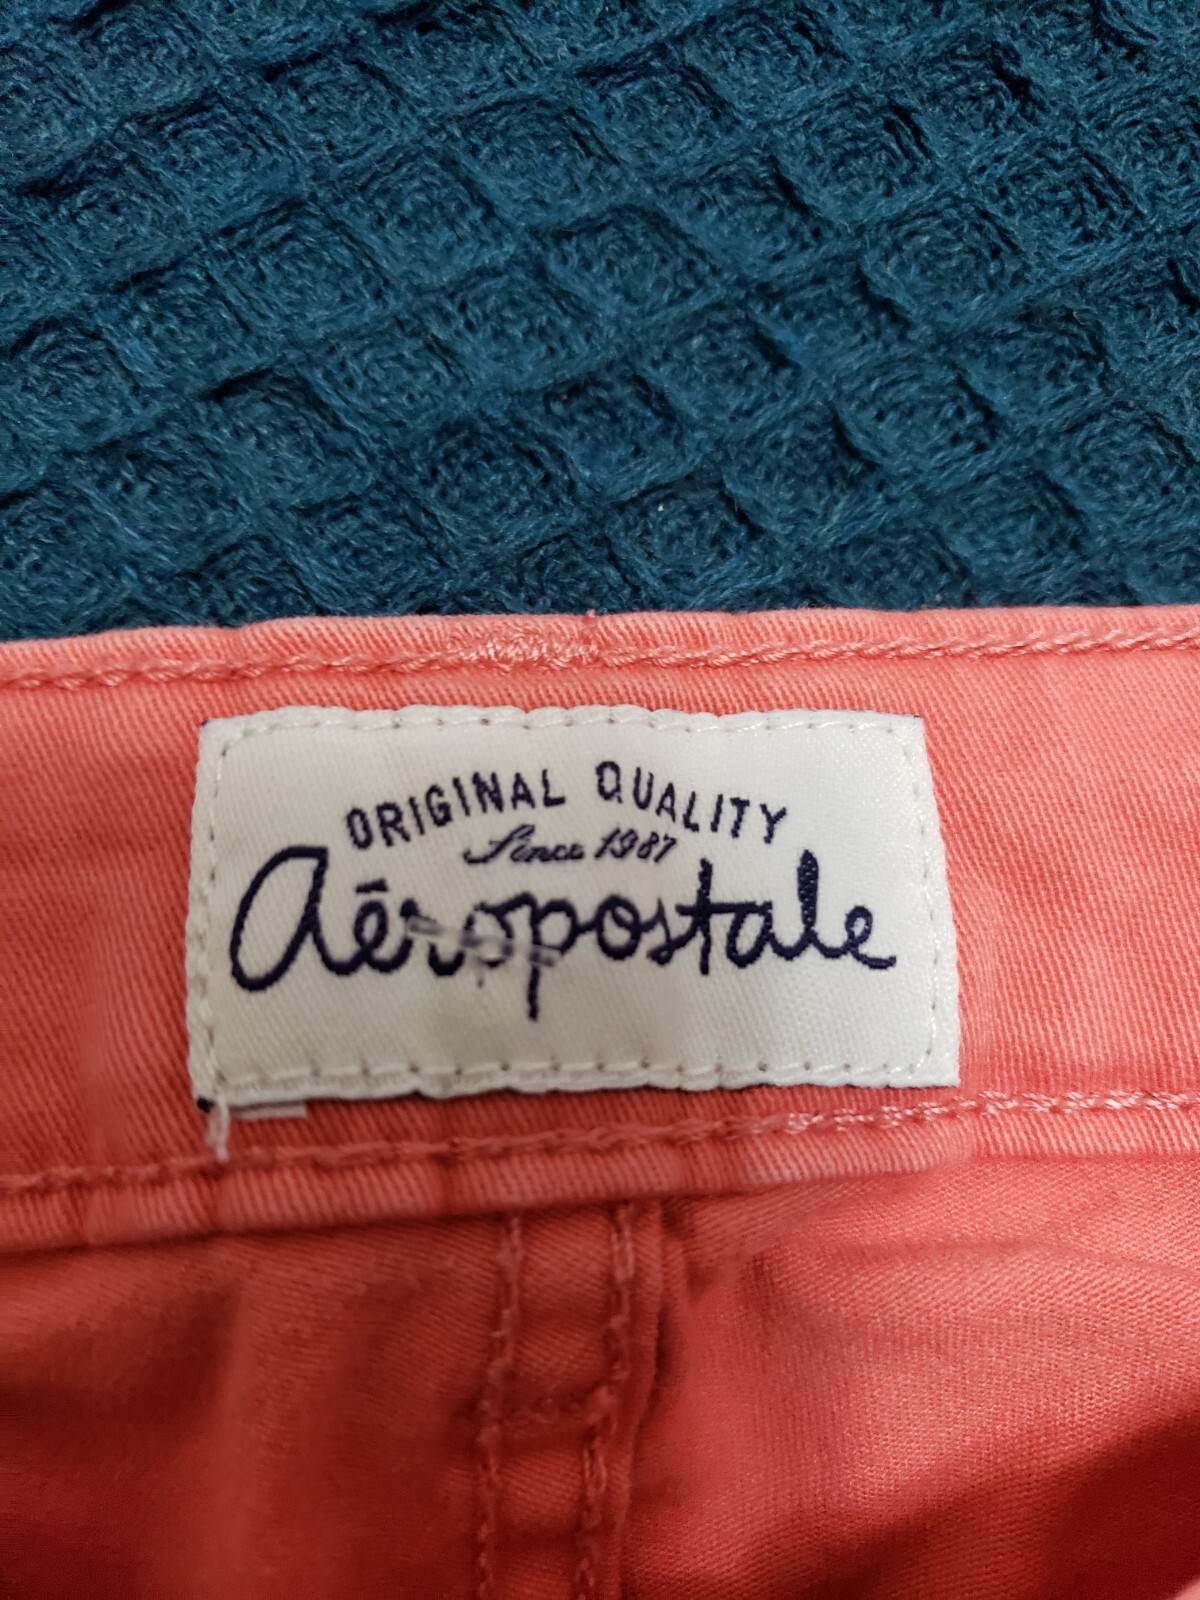 ORIGINAL QUALITY
Since 1987
aēropostale